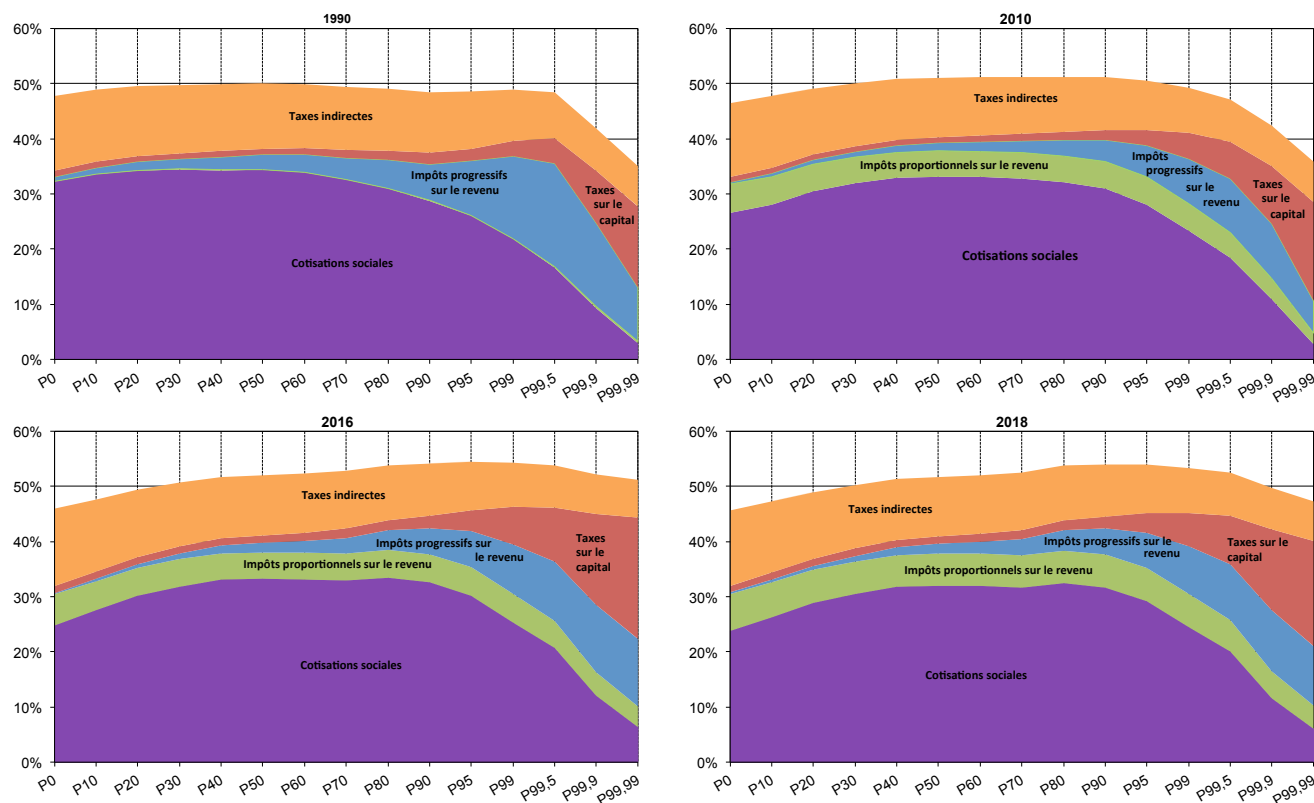 1990
60%
50%
40%
30%
20%
10%
0%
Taxes indirectes
Impôts progressifs
sur le revenu
Taxes
sur le
capital
Cotisations sociales
P0
P10
P20
P30
P40
P50
P60
P70
P80
P90
P95
P99
P99,5
P99,9
P99,99
2010
60%
50%
40%
30%
20%
10%
0%
Taxes indirectes
Impôts
progressifs
sur le
revenu
Impôts proportionnels sur le revenu
Taxes
sur le
capital
Cotisations sociales
P0
P10
P20
P30
P40
P50
P60
P70
P80
P90
P95
P99
P99,5
P99,9
P99,99
2016
60%
50%
40%
30%
20%
10%
0%
Taxes indirectes
Impôts progressifs sur
le revenu
Impôts proportionnels sur le revenu
Taxes
sur le
capital
Cotisations sociales
P0
P10
P20
P30
P40
P50
P60
P70
P80
P90
P95
P99
P99,5
P99,9
P99,99
2018
60%
50%
40%
30%
20%
10%
0%
Taxes indirectes
Impôts progressifs sur le
revenu
Impôts proportionnels sur le revenu
Taxes sur le
capital
Cotisations sociales
P0
P10
P20
P30
P40
P50
P60
P70
P80
P90
P95
P99
P99,5
P99,9
P99,99